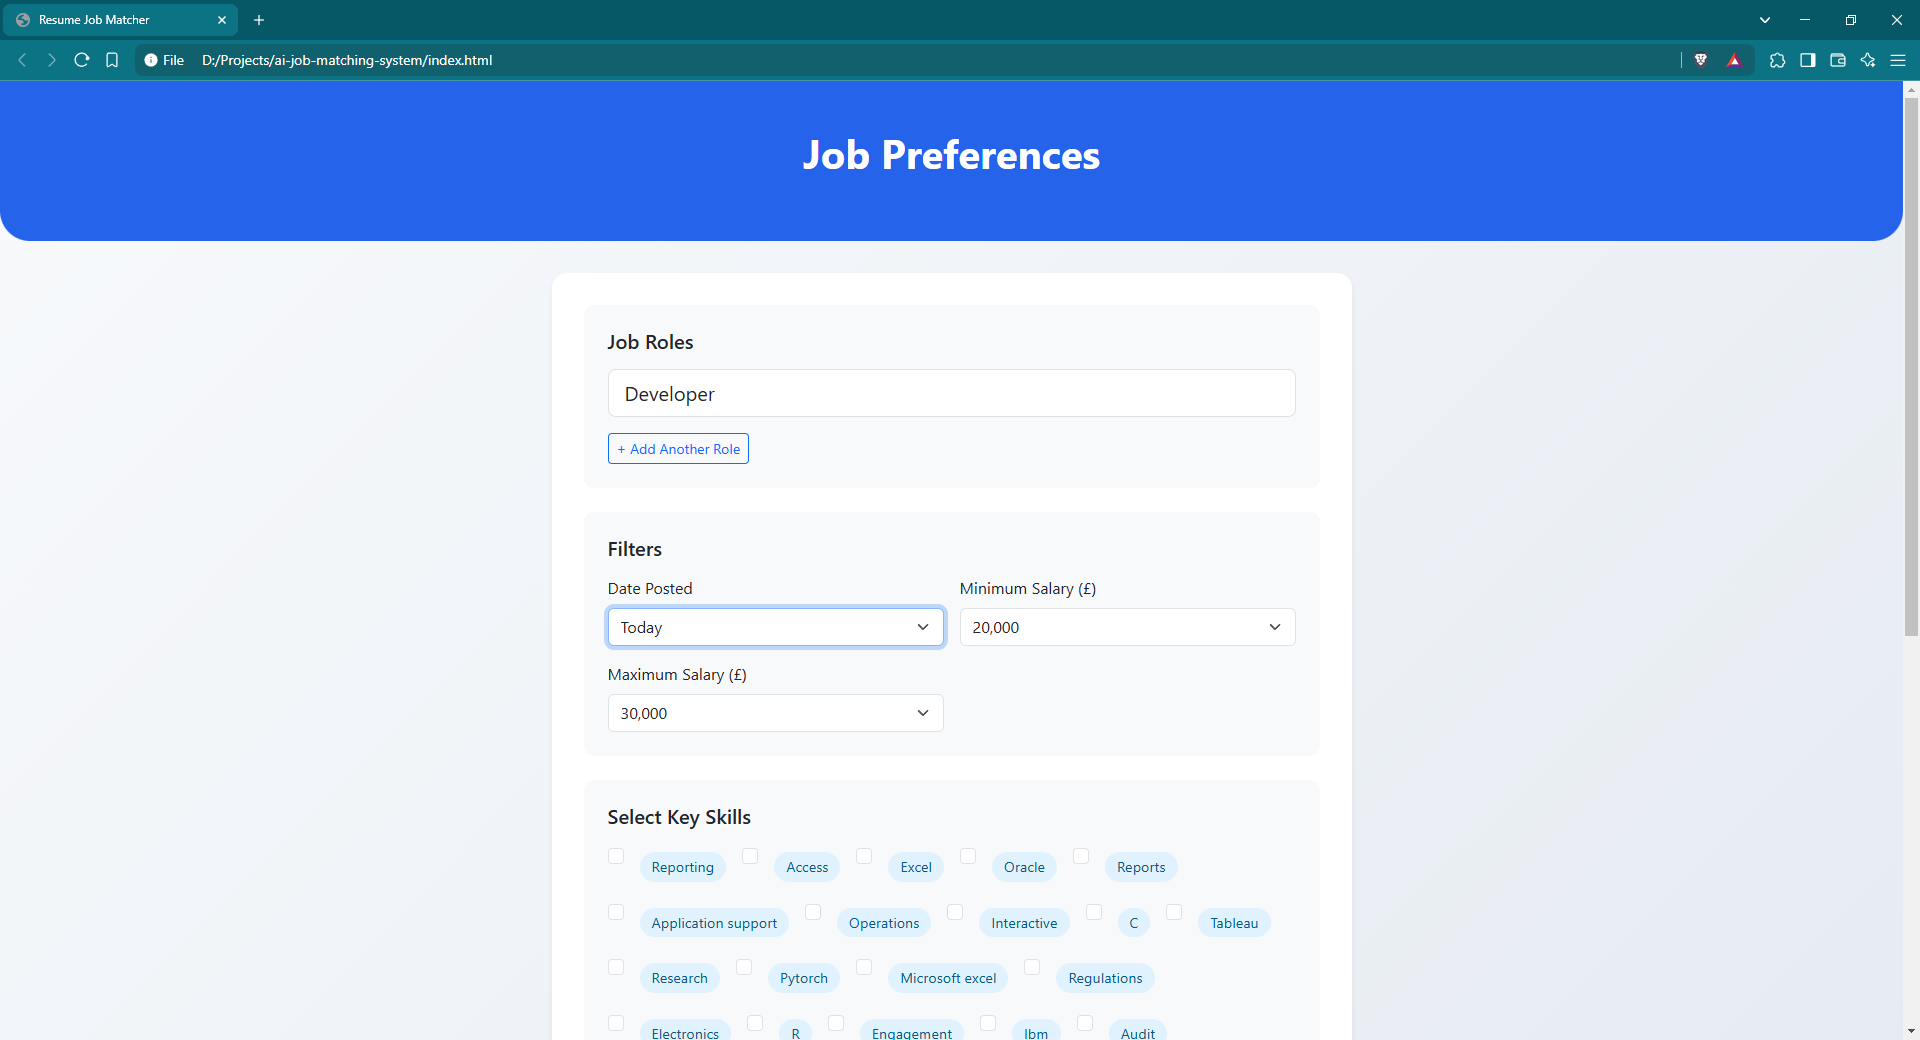 Resume Job Matcher
File D:/Projects/ai-job-matching-system/index.html
Job Preferences
Job Roles
Developer
+ Add Another Role
Filters
Date Posted Minimum Salary (£)
Today 20,000
Maximum Salary (£)
30,000
Select Key Skills
Reporting Access Excel Oracle Reports
Application support Operations Interactive C Tableau
Research Pytorch Microsoft excel Regulations
Electronics R Engagement Ibm Audit